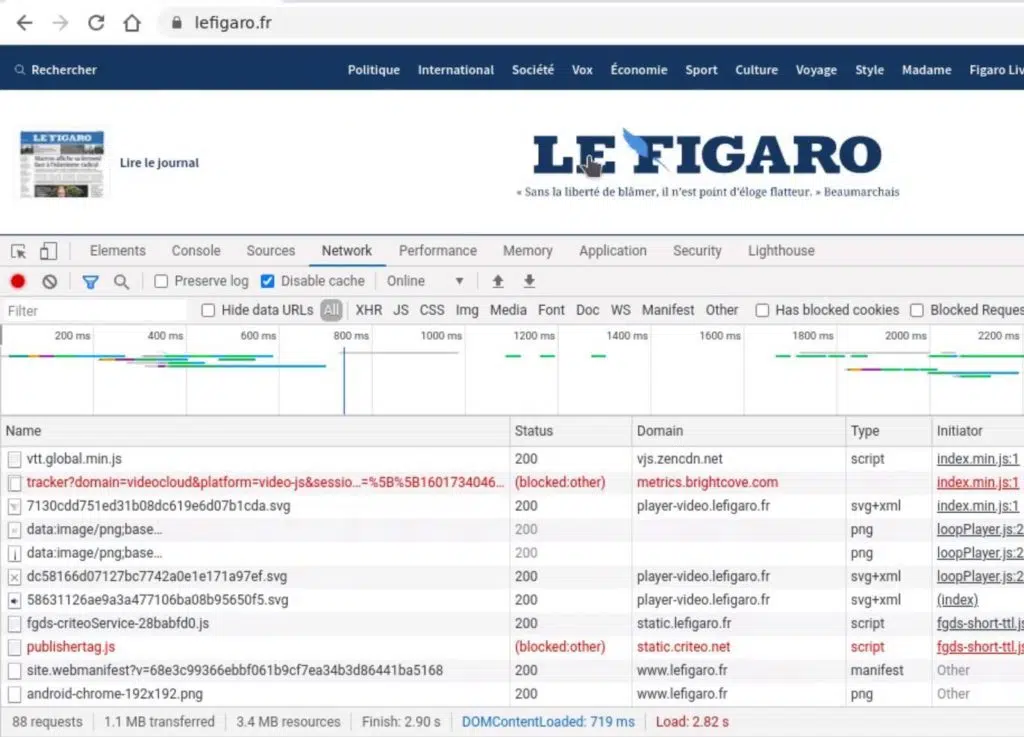 lefigaro.fr
Rechercher Politique International Société Vox Économie Sport Culture Voyage Style Madame Figaro Liv
LE FIGARO
Lire le journal
LE FIGARO
« Sans la liberté de blâmer, il n'est point d'éloge flatteur. » Beaumarchais
Elements Console Sources Network Performance Memory Application Security Lighthouse
Preserve log Disable cache Online
Filter Hide data URLs All XHR JS CSS Img Media Font Doc WS Manifest Other Has blocked cookies Blocked Reques
200 ms 400 ms 600 ms 800 ms 1000 ms 1200 ms 1400 ms 1600 ms 1800 ms 2000 ms 2200 ms
Name Status Domain Type Initiator
vtt.global.min.js 200 vjs.zencdn.net script index.min.js:1
tracker?domain=videocloud&platform=video-js&sessio…=%5B%5B1601734046… (blocked:other) metrics.brightcove.com index.min.js:1
7130cdd751ed31b08dc619e6d07b1cda.svg 200 player-video.lefigaro.fr svg+xml index.min.js:1
data:image/png;base… 200 png loopPlayer.js:2
data:image/png;base… 200 png loopPlayer.js:2
dc58166d07127bc7742a0e1e171a97ef.svg 200 player-video.lefigaro.fr svg+xml loopPlayer.js:2
58631126ae9a3a477106ba08b95650f5.svg 200 player-video.lefigaro.fr svg+xml (index)
fgds-criteoService-28babfd0.js 200 static.lefigaro.fr script fgds-short-ttl.js
publishertag.js (blocked:other) static.criteo.net script fgds-short-ttl.js
site.webmanifest?v=68e3c99366ebbf061b9cf7ea34b3d86441ba5168 200 www.lefigaro.fr manifest Other
android-chrome-192x192.png 200 www.lefigaro.fr png Other
88 requests 1.1 MB transferred 3.4 MB resources Finish: 2.90 s DOMContentLoaded: 719 ms Load: 2.82 s